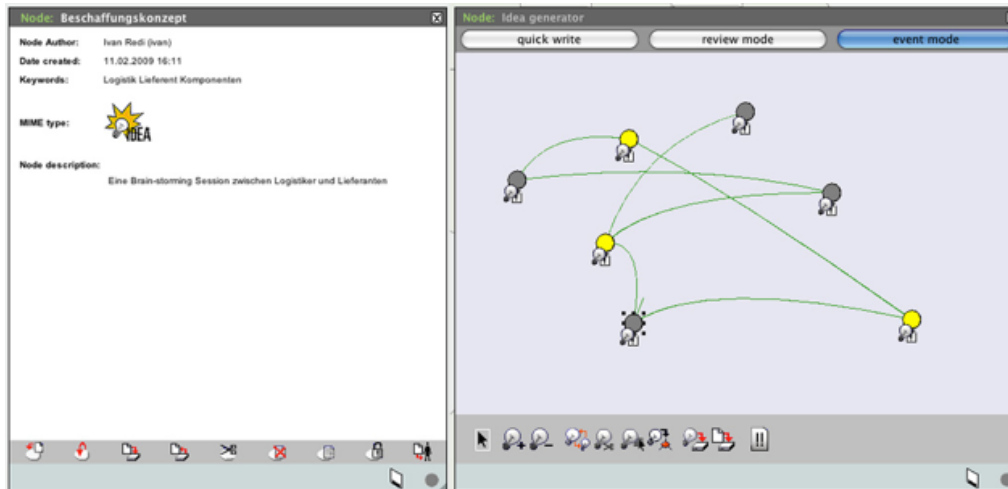 Node: Beschaffungskonzept
Node Author: Ivan Redi (ivan)
Date created: 11.02.2009 16:11
Keywords: Logistik Lieferant Komponenten
MIME type:
IDEA
Node description:
Eine Brain-storming Session zwischen Logistiker und Lieferanten
Node: Idea generator
quick write
review mode
event mode